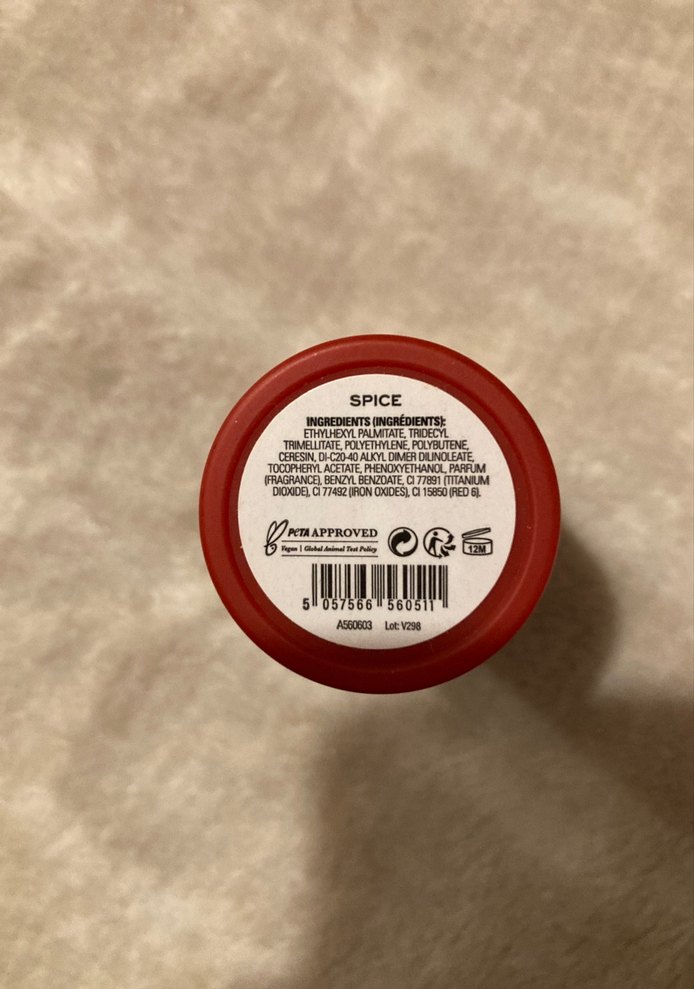 SPICE
INGREDIENTS (INGRÉDIENTS):
ETHYLHEXYL PALMITATE, TRIDECYL
TRIMELLITATE, POLYETHYLENE, POLYBUTENE,
CERESIN, DI-C20-40 ALKYL DIMER DILINOLEATE,
TOCOPHERYL ACETATE, PHENOXYETHANOL, PARFUM
(FRAGRANCE), BENZYL BENZOATE, CI 77891 (TITANIUM
DIOXIDE), CI 77492 (IRON OXIDES), CI 15850 (RED 6).
PETA APPROVED
Vegan | Global Animal Test Policy
12M
5 057566 560511
A560603 Lot: V298